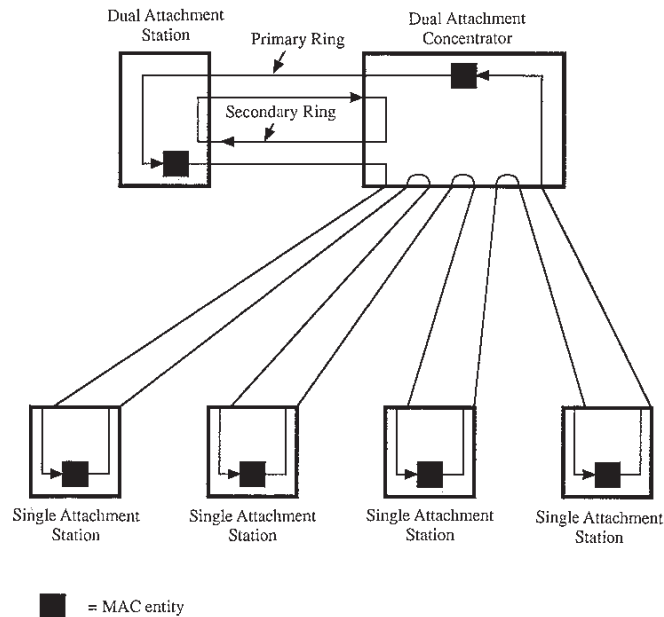 Dual Attachment
Station
Dual Attachment
Concentrator
Primary Ring
Secondary Ring
Single Attachment
Station
Single Attachment
Station
Single Attachment
Station
Single Attachment
Station
= MAC entity